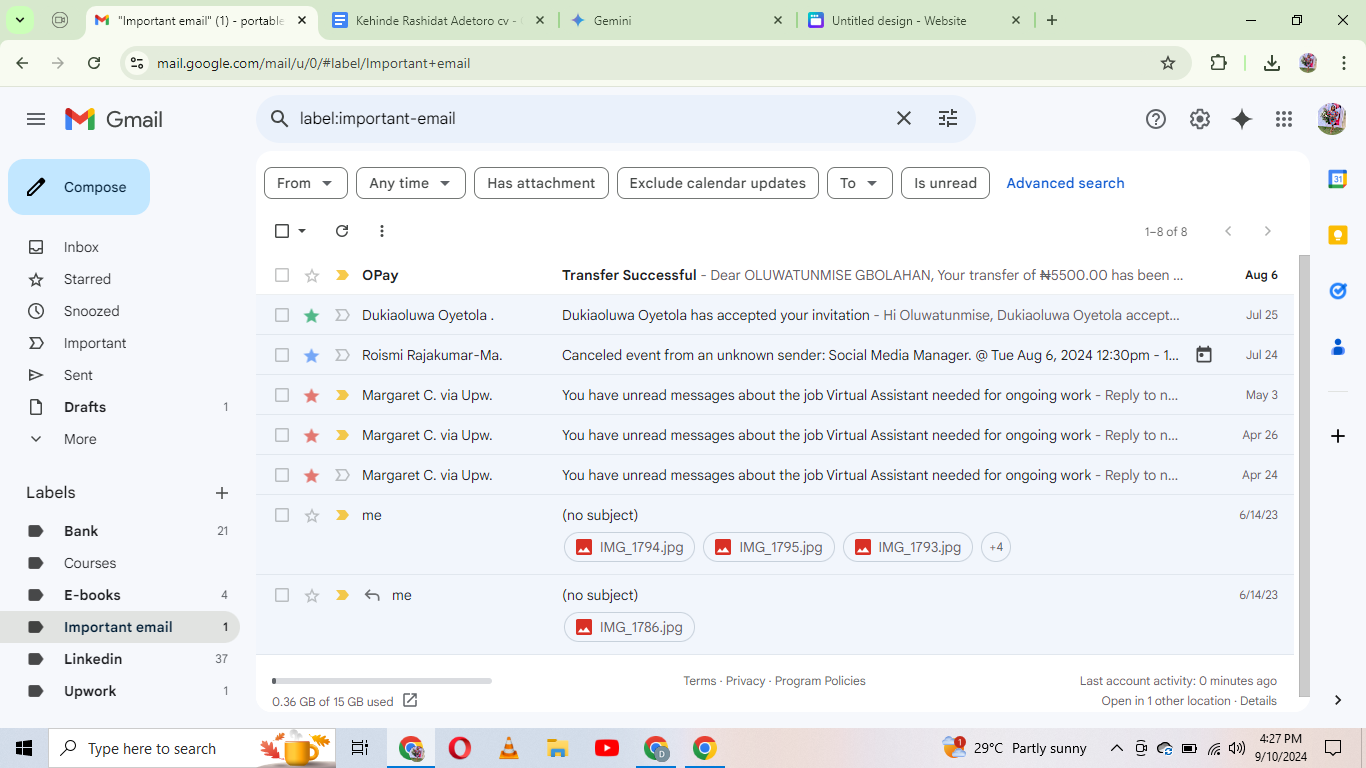 "Important email" (1) - portable
Kehinde Rashidat Adetoro cv -
Gemini
Untitled design - Website
mail.google.com/mail/u/0/#label/Important+email
Gmail
label:important-email
Compose
From
Any time
Has attachment
Exclude calendar updates
To
Is unread
Advanced search
1–8 of 8
Inbox
Starred
Snoozed
Important
Sent
Drafts 1
More
Labels
Bank 21
Courses
E-books 4
Important email 1
Linkedin 37
Upwork 1
OPay Transfer Successful - Dear OLUWATUNMISE GBOLAHAN, Your transfer of ₦5500.00 has been ... Aug 6
Dukiaoluwa Oyetola . Dukiaoluwa Oyetola has accepted your invitation - Hi Oluwatunmise, Dukiaoluwa Oyetola accept... Jul 25
Roismi Rajakumar-Ma. Canceled event from an unknown sender: Social Media Manager. @ Tue Aug 6, 2024 12:30pm - 1... Jul 24
Margaret C. via Upw. You have unread messages about the job Virtual Assistant needed for ongoing work - Reply to n... May 3
Margaret C. via Upw. You have unread messages about the job Virtual Assistant needed for ongoing work - Reply to n... Apr 26
Margaret C. via Upw. You have unread messages about the job Virtual Assistant needed for ongoing work - Reply to n... Apr 24
me (no subject) 6/14/23
IMG_1794.jpg IMG_1795.jpg IMG_1793.jpg +4
me (no subject) 6/14/23
IMG_1786.jpg
0.36 GB of 15 GB used
Terms · Privacy · Program Policies
Last account activity: 0 minutes ago
Open in 1 other location · Details
31
Type here to search
D
1
29°C Partly sunny
4:27 PM
9/10/2024